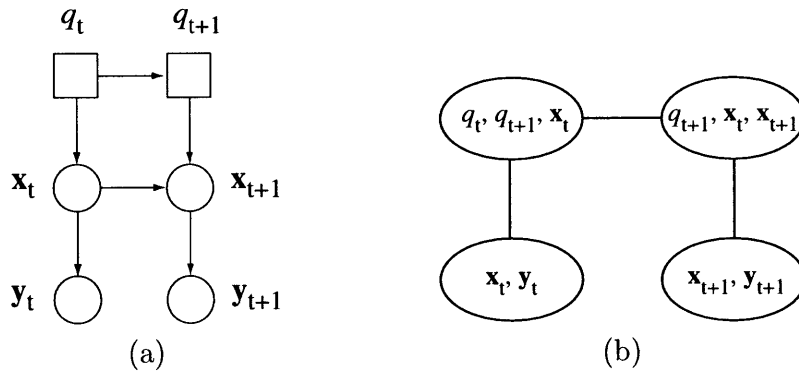 q_t q_{t+1}
q_t, q_{t+1}, x_t q_{t+1}, x_t, x_{t+1}
x_t x_{t+1}
x_t, y_t x_{t+1}, y_{t+1}
y_t y_{t+1}
(a) (b)